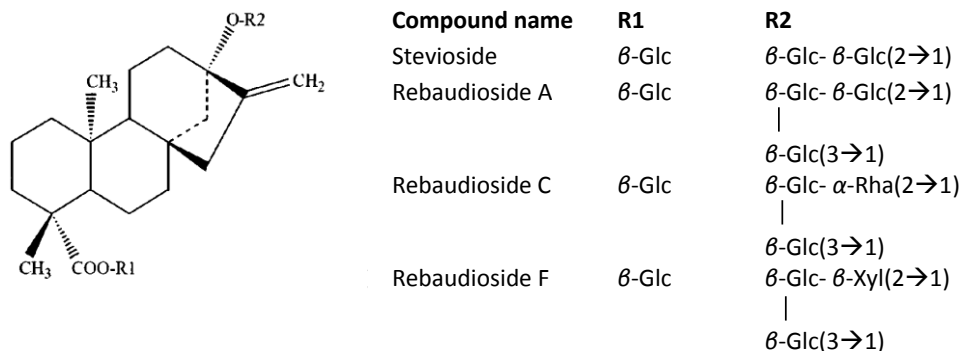 O-R2
CH₂
CH₃
CH₃
COO-R1
Compound name R1 R2
Stevioside β-Glc β-Glc- β-Glc(2→1)
Rebaudioside A β-Glc β-Glc- β-Glc(2→1)
|
β-Glc(3→1)
Rebaudioside C β-Glc β-Glc- α-Rha(2→1)
|
β-Glc(3→1)
Rebaudioside F β-Glc β-Glc- β-Xyl(2→1)
|
β-Glc(3→1)